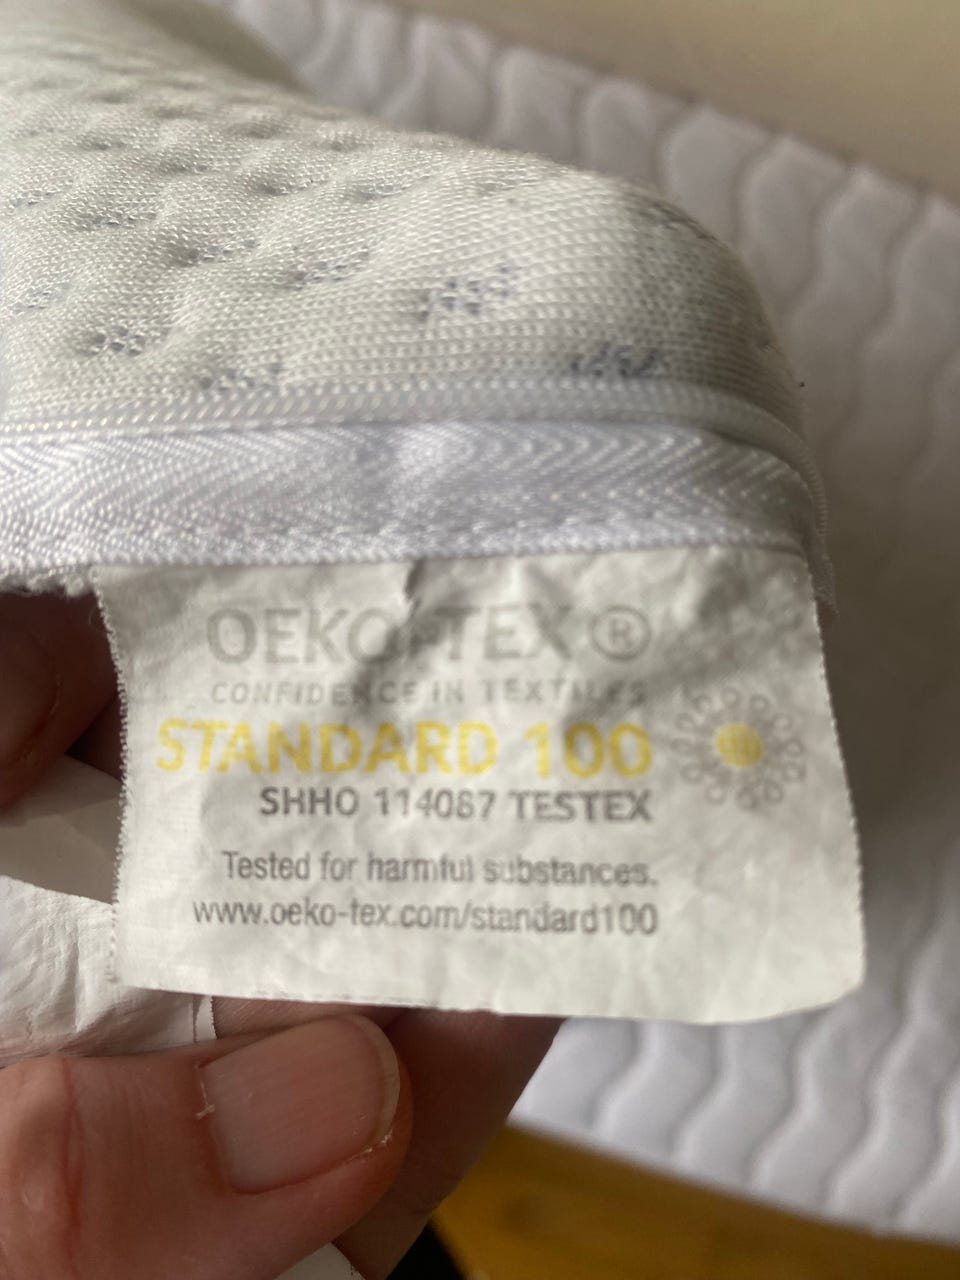 OEKO-TEX®
CONFIDENCE IN TEXTILES
STANDARD 100
SHHO 114087 TESTEX
Tested for harmful substances.
www.oeko-tex.com/standard100